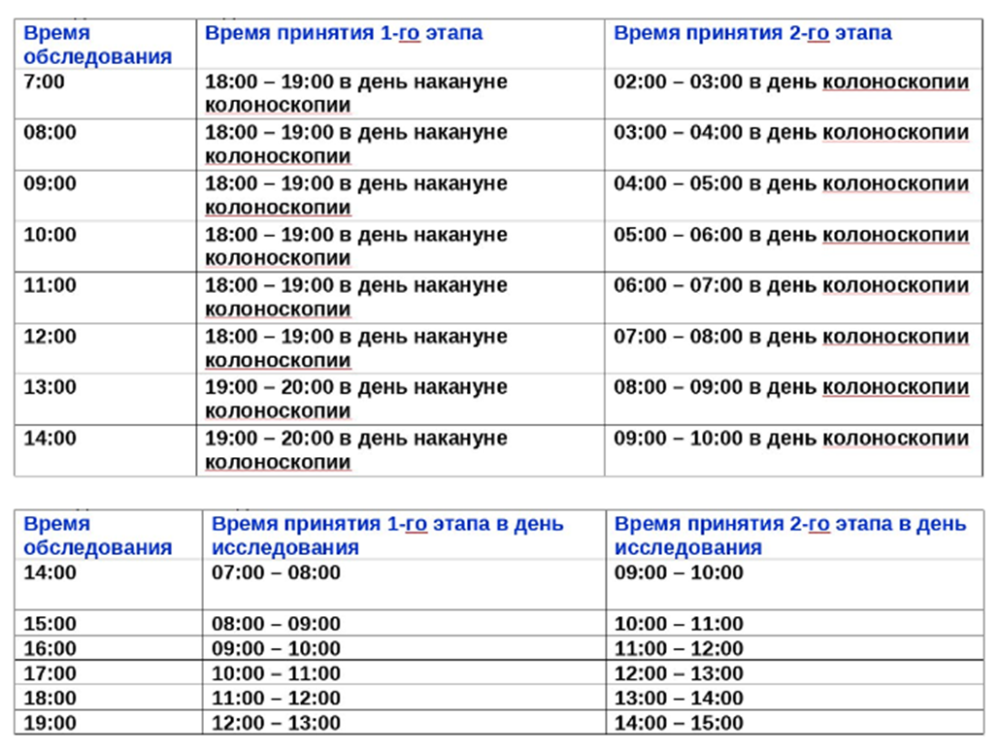 Время Время принятия 1-го этапа Время принятия 2-го этапа
обследования
7:00 18:00 – 19:00 в день накануне 02:00 – 03:00 в день колоноскопии
колоноскопии
08:00 18:00 – 19:00 в день накануне 03:00 – 04:00 в день колоноскопии
колоноскопии
09:00 18:00 – 19:00 в день накануне 04:00 – 05:00 в день колоноскопии
колоноскопии
10:00 18:00 – 19:00 в день накануне 05:00 – 06:00 в день колоноскопии
колоноскопии
11:00 18:00 – 19:00 в день накануне 06:00 – 07:00 в день колоноскопии
колоноскопии
12:00 18:00 – 19:00 в день накануне 07:00 – 08:00 в день колоноскопии
колоноскопии
13:00 19:00 – 20:00 в день накануне 08:00 – 09:00 в день колоноскопии
колоноскопии
14:00 19:00 – 20:00 в день накануне 09:00 – 10:00 в день колоноскопии
колоноскопии
Время Время принятия 1-го этапа в день Время принятия 2-го этапа в день
обследования исследования исследования
14:00 07:00 – 08:00 09:00 – 10:00
15:00 08:00 – 09:00 10:00 – 11:00
16:00 09:00 – 10:00 11:00 – 12:00
17:00 10:00 – 11:00 12:00 – 13:00
18:00 11:00 – 12:00 13:00 – 14:00
19:00 12:00 – 13:00 14:00 – 15:00